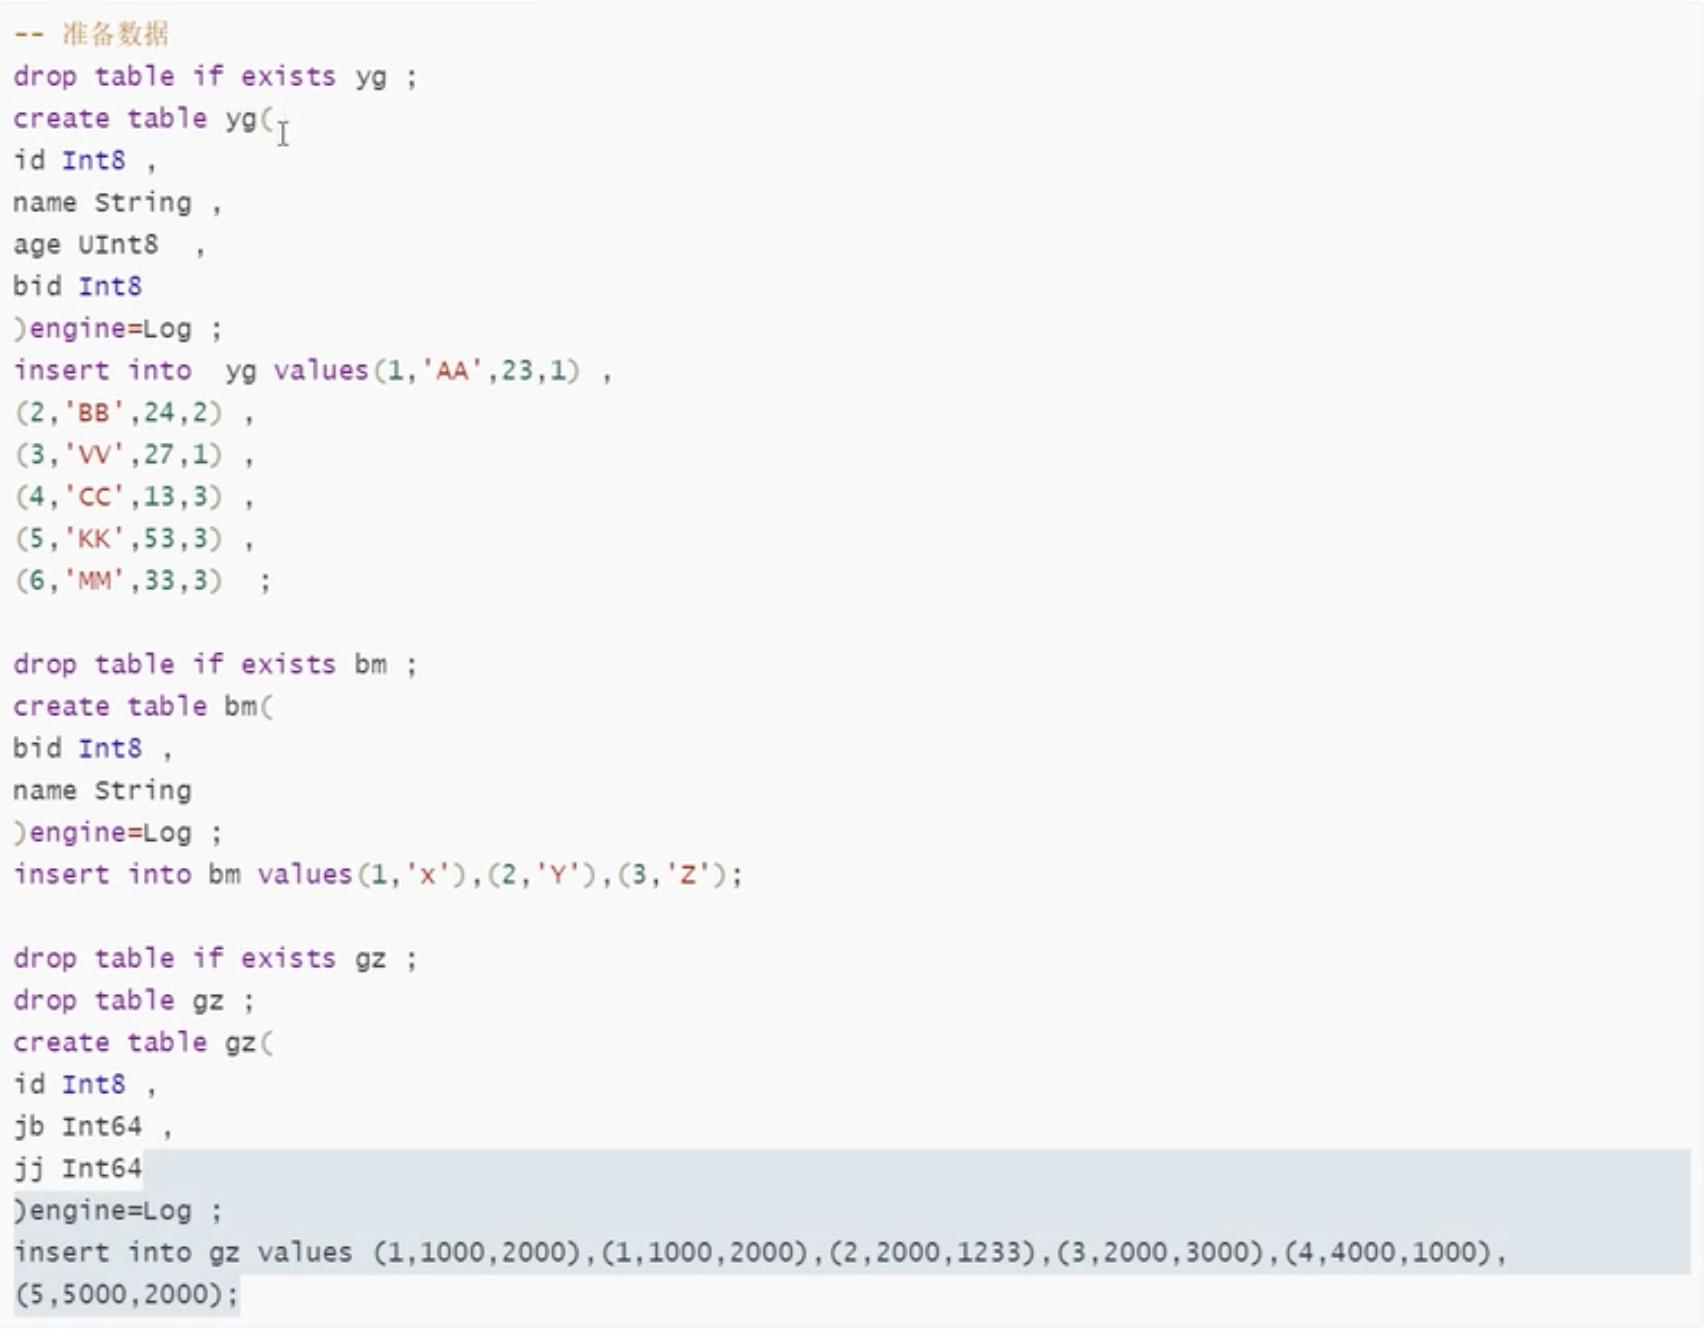 -- 准备数据
drop table if exists yg ;
create table yg(
id Int8 ,
name String ,
age UInt8  ,
bid Int8
)engine=Log ;
insert into  yg values(1,'AA',23,1) ,
(2,'BB',24,2) ,
(3,'VV',27,1) ,
(4,'CC',13,3) ,
(5,'KK',53,3) ,
(6,'MM',33,3)  ;
drop table if exists bm ;
create table bm(
bid Int8 ,
name String
)engine=Log ;
insert into bm values(1,'x'),(2,'Y'),(3,'Z');
drop table if exists gz ;
drop table gz ;
create table gz(
id Int8 ,
jb Int64 ,
jj Int64
)engine=Log ;
insert into gz values (1,1000,2000),(1,1000,2000),(2,2000,1233),(3,2000,3000),(4,4000,1000),
(5,5000,2000);